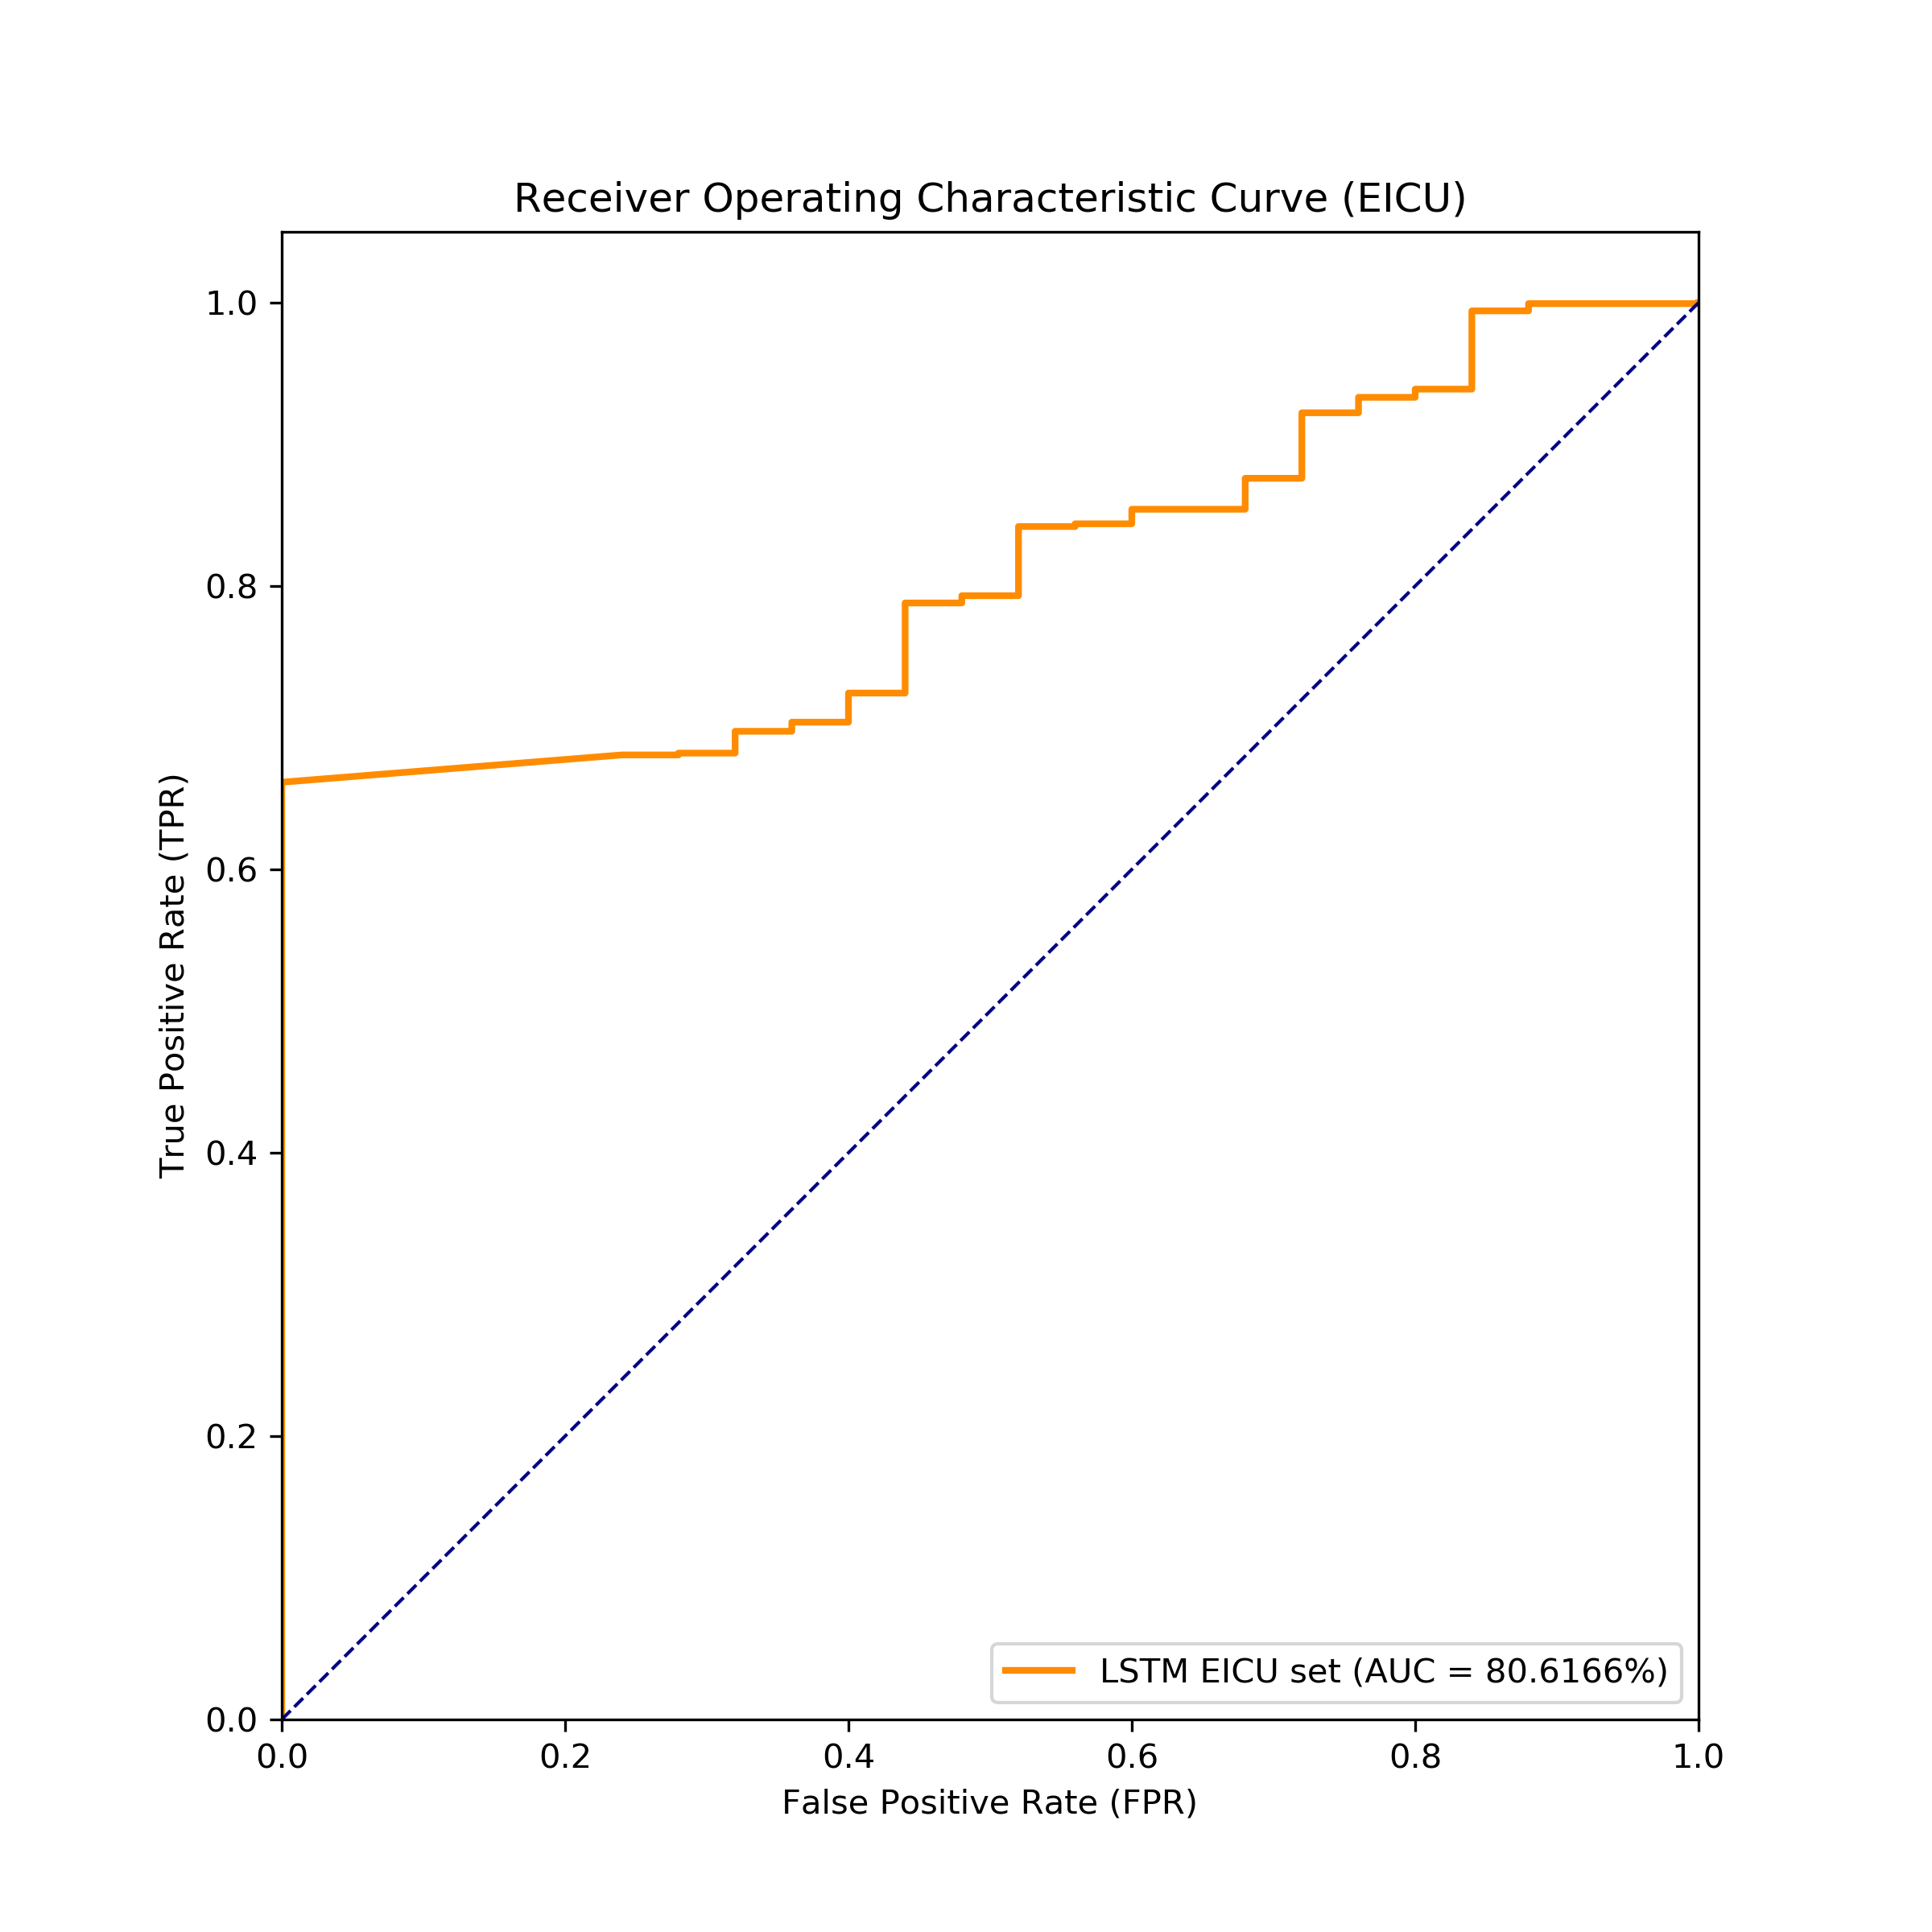 Receiver Operating Characteristic Curve (EICU)
True Positive Rate (TPR)
1.0
0.8
0.6
0.4
0.2
0.0
LSTM EICU set (AUC = 80.6166%)
0.0 0.2 0.4 0.6 0.8 1.0
False Positive Rate (FPR)